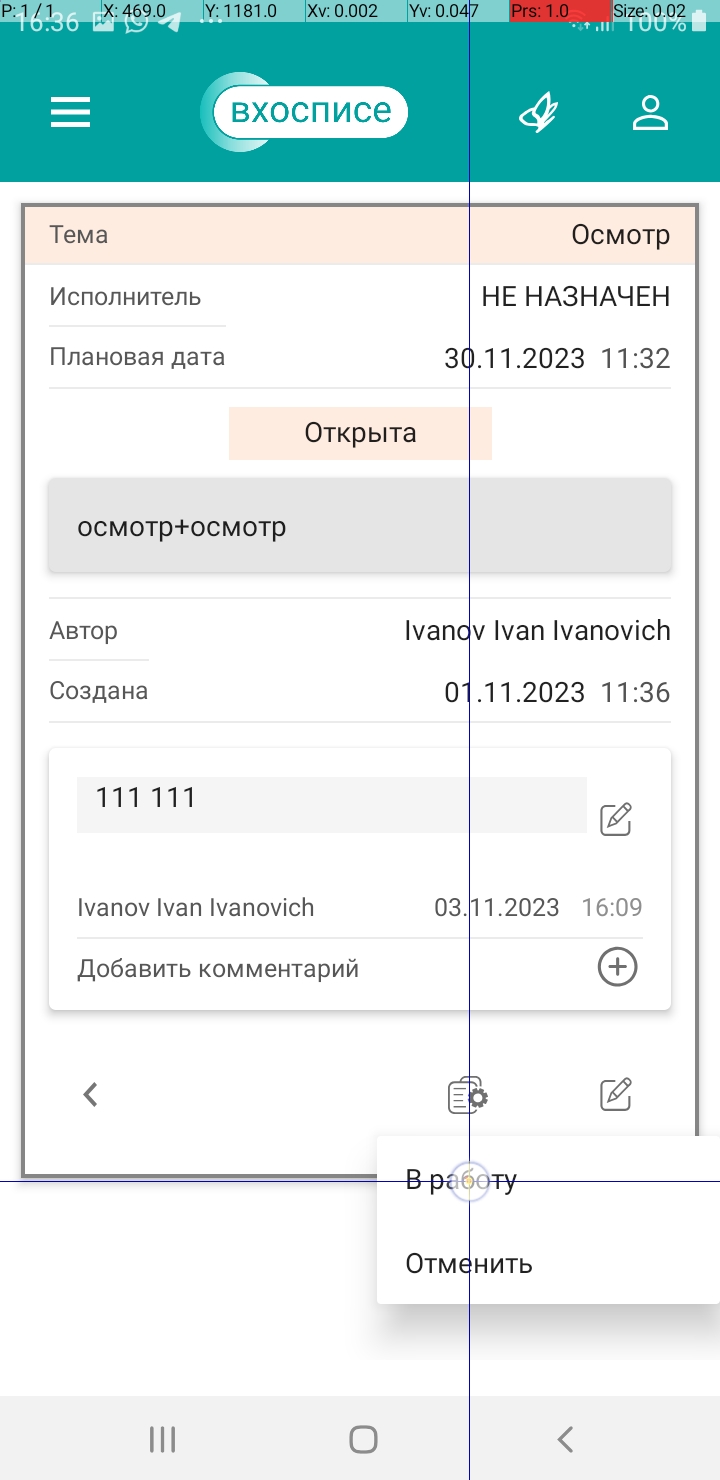 P: 1 / 1 X: 469.0 Y: 1181.0 Xv: 0.002 Yv: 0.047 Prs: 1.0 Size: 0.02
16:36 100%
вхосписе
Тема Осмотр
Исполнитель НЕ НАЗНАЧЕН
Плановая дата 30.11.2023 11:32
Открыта
осмотр+осмотр
Автор Ivanov Ivan Ivanovich
Создана 01.11.2023 11:36
111 111
Ivanov Ivan Ivanovich 03.11.2023 16:09
Добавить комментарий
В работу
Отменить